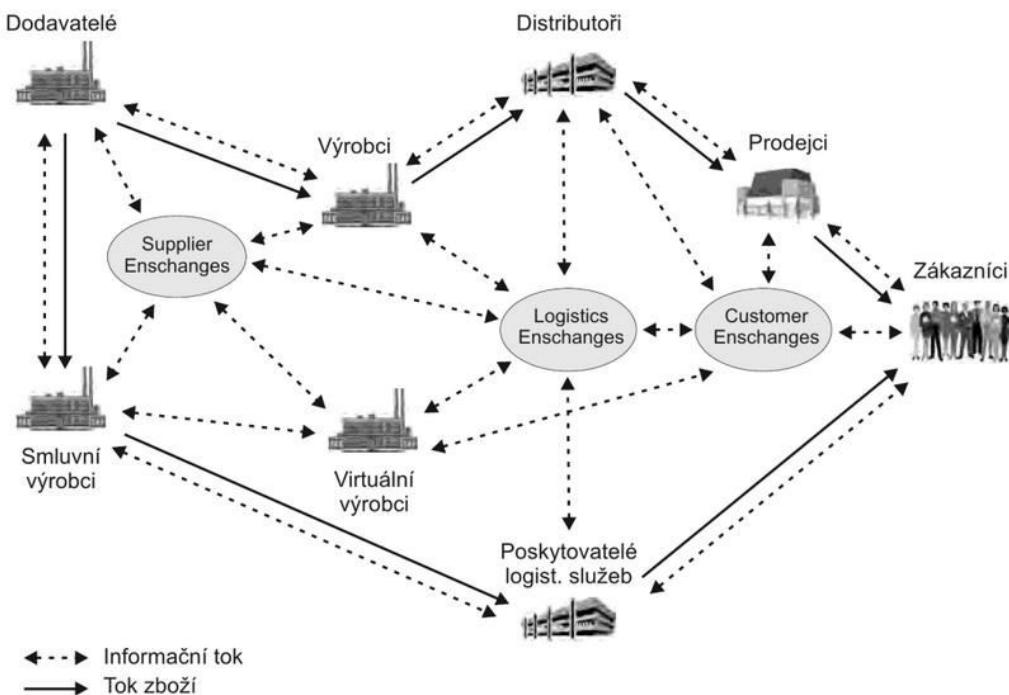 Dodavatelé
Distributoři
Výrobci
Prodejci
Supplier
Enschanges
Zákazníci
Logistics
Enschanges
Customer
Enschanges
Smluvní
výrobci
Virtuální
výrobci
Poskytovatelé
logist. služeb
Informační tok
Tok zboží